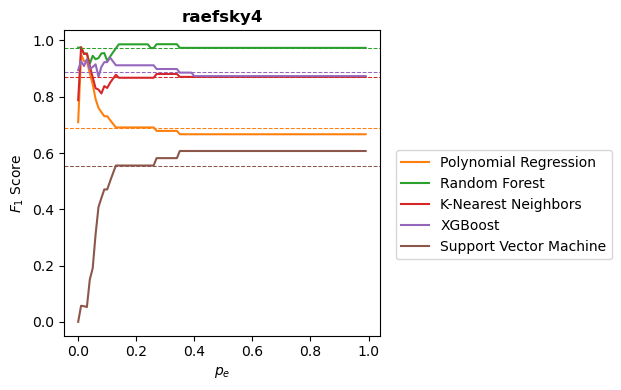 raefsky4
F1 Score
1.0
0.8
0.6
0.4
0.2
0.0
0.0 0.2 0.4 0.6 0.8 1.0
pe
Polynomial Regression
Random Forest
K-Nearest Neighbors
XGBoost
Support Vector Machine